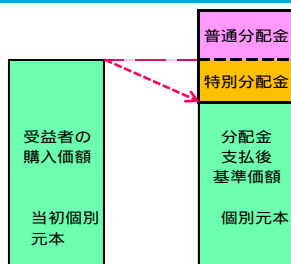 普通分配金
特別分配金
受益者の
購入価額
当初個別
元本
分配金
支払後
基準価額
個別元本